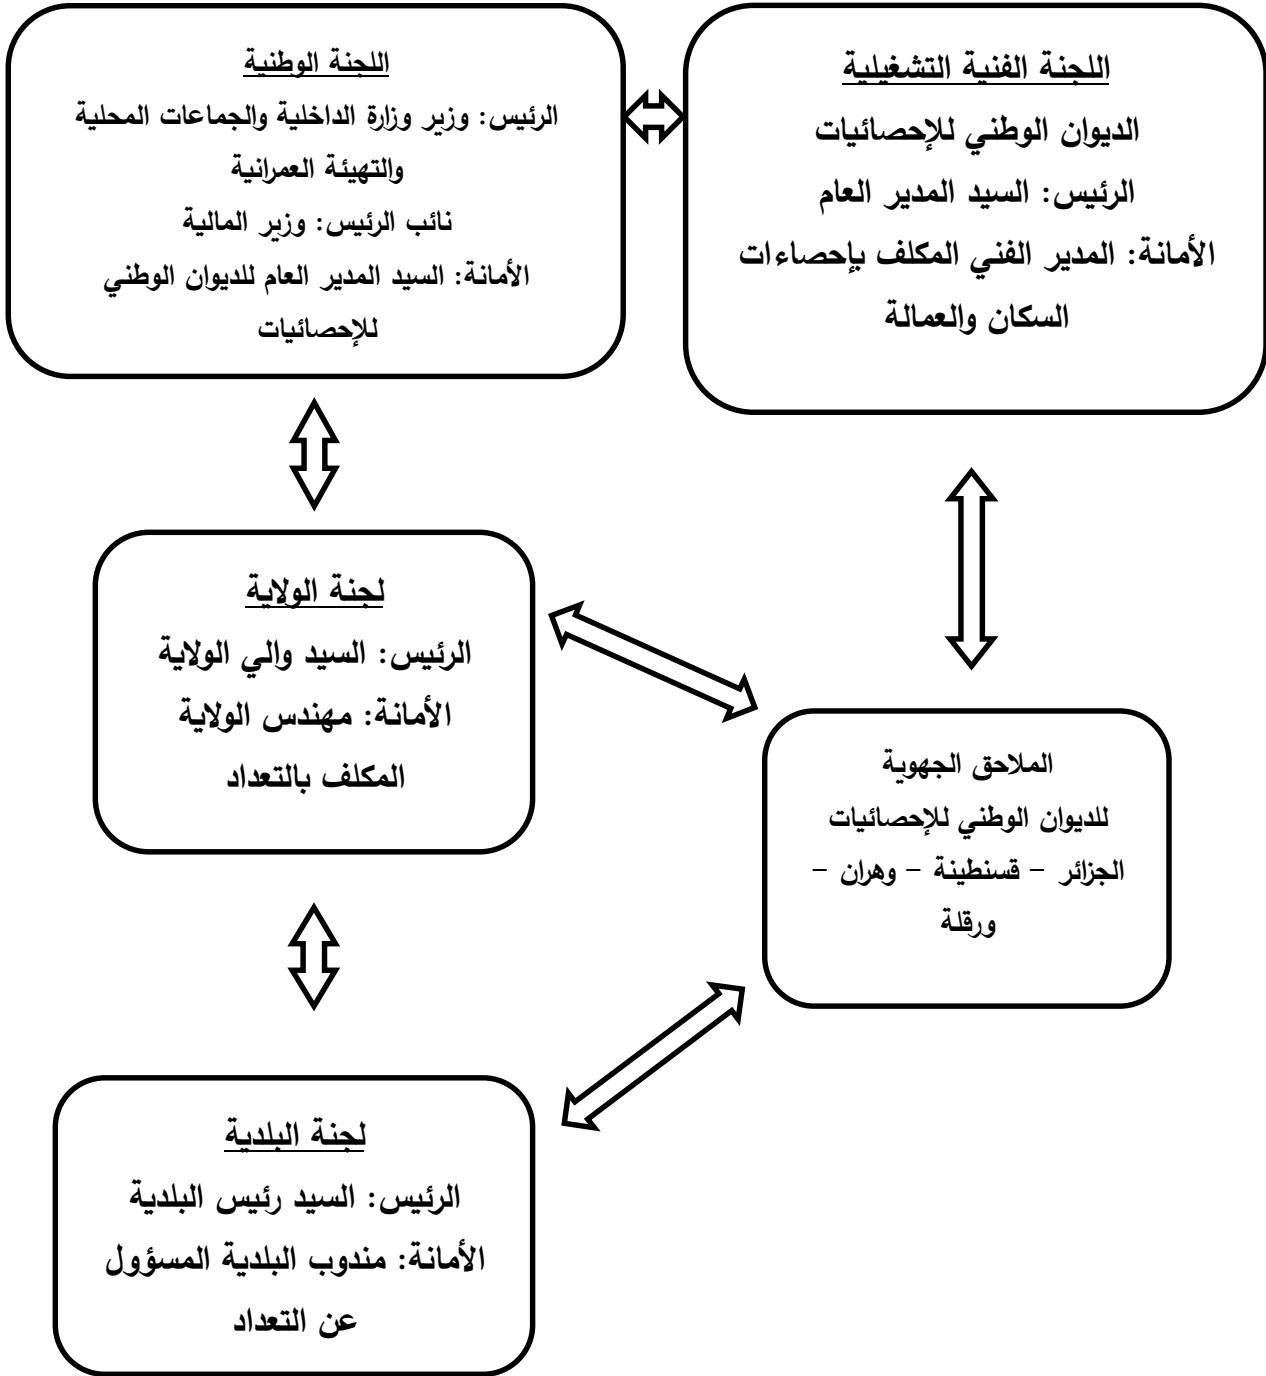 اللجنة الفنية التشغيلية
الديوان الوطني للإحصائيات
الرئيس: السيد المدير العام
الأمانة: المدير الفني المكلف بإحصاءات
السكان والعمالة
اللجنة الوطنية
الرئيس: وزير وزارة الداخلية والجماعات المحلية
والتهيئة العمرانية
نائب الرئيس: وزير المالية
الأمانة: السيد المدير العام للديوان الوطني
للإحصائيات
لجنة الولاية
الرئيس: السيد والي الولاية
الأمانة: مهندس الولاية
المكلف بالتعداد
الملاحق الجهوية
للديوان الوطني للإحصائيات
الجزائر – قسنطينة – وهران –
ورقلة
لجنة البلدية
الرئيس: السيد رئيس البلدية
الأمانة: مندوب البلدية المسؤول
عن التعداد